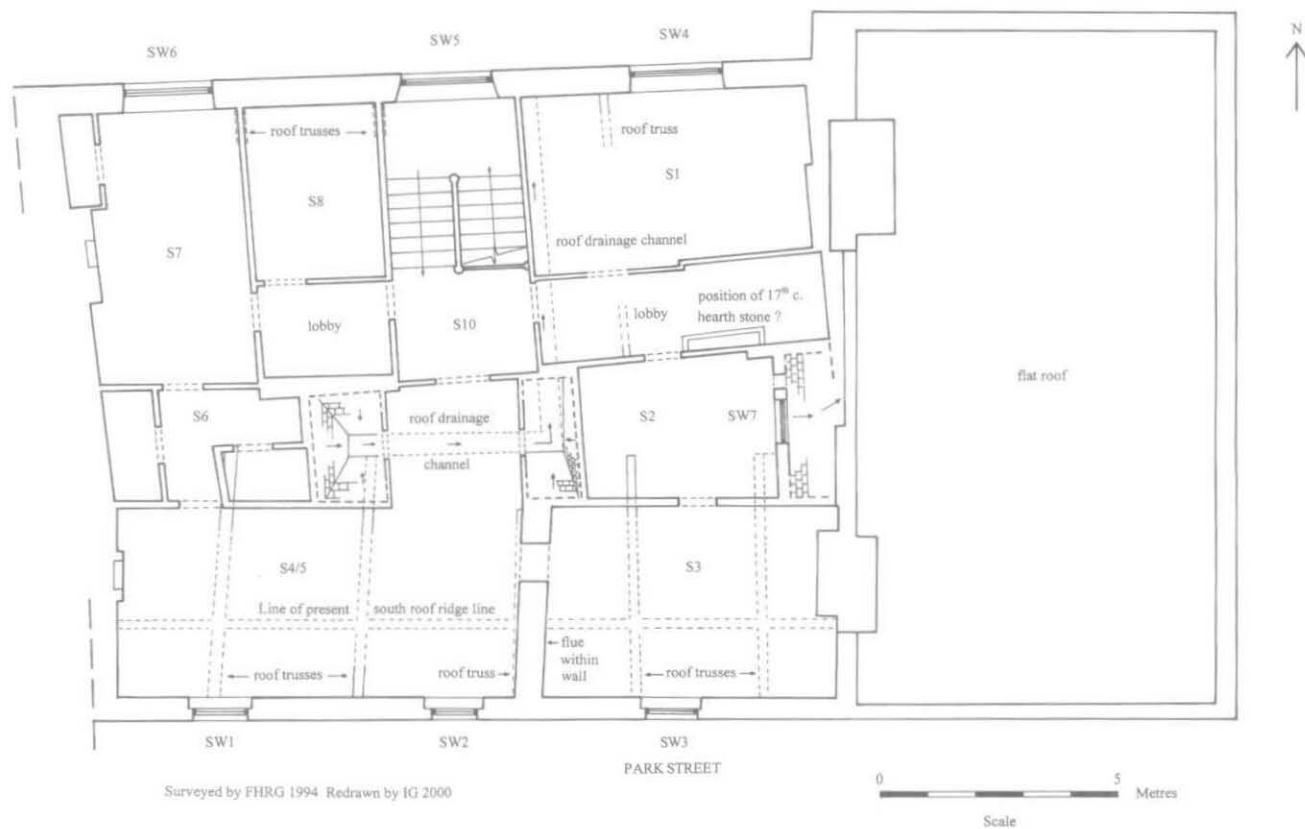 SW6
SW5
SW4
N
roof trusses
roof truss
S8
S1
S7
roof drainage channel
lobby
S10
lobby
position of 17th c.
hearth stone ?
flat roof
S6
roof drainage
channel
S2
SW7
S4/5
S3
Line of present
south roof ridge line
flue
within
wall
roof trusses
roof truss
roof trusses
SW1
SW2
SW3
PARK STREET
Surveyed by FHRG 1994 Redrawn by IG 2000
0
5
Metres
Scale